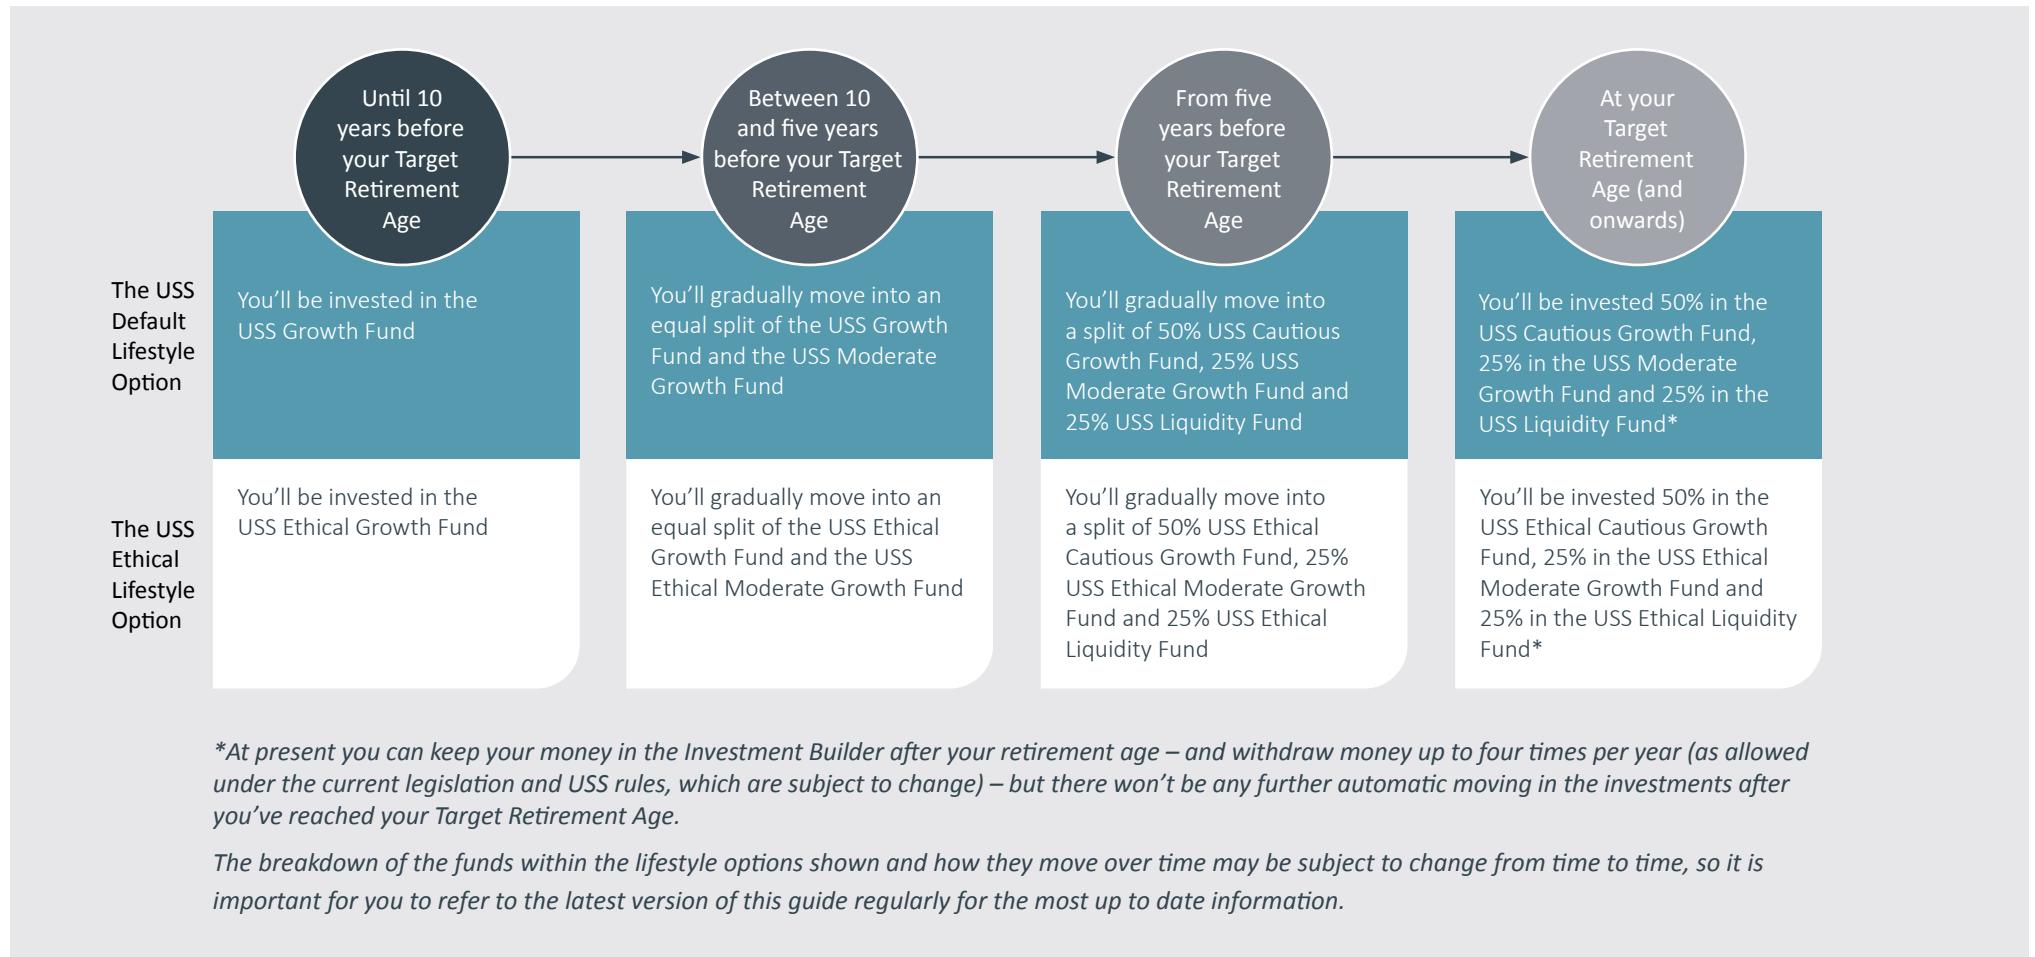 Until 10
years before
your Target
Retirement
Age
Between 10
and five years
before your Target
Retirement
Age
From five
years before
your Target
Retirement
Age
At your
Target
Retirement
Age (and
onwards)
The USS
Default
Lifestyle
Option
You’ll be invested in the
USS Growth Fund
You’ll gradually move into an
equal split of the USS Growth
Fund and the USS Moderate
Growth Fund
You’ll gradually move into
a split of 50% USS Cautious
Growth Fund, 25% USS
Moderate Growth Fund and
25% USS Liquidity Fund
You’ll be invested 50% in the
USS Cautious Growth Fund,
25% in the USS Moderate
Growth Fund and 25% in the
USS Liquidity Fund*
The USS
Ethical
Lifestyle
Option
You’ll be invested in the
USS Ethical Growth Fund
You’ll gradually move into an
equal split of the USS Ethical
Growth Fund and the USS
Ethical Moderate Growth Fund
You’ll gradually move into
a split of 50% USS Ethical
Cautious Growth Fund, 25%
USS Ethical Moderate Growth
Fund and 25% USS Ethical
Liquidity Fund
You’ll be invested 50% in the
USS Ethical Cautious Growth
Fund, 25% in the USS Ethical
Moderate Growth Fund and
25% in the USS Ethical Liquidity
Fund*
*At present you can keep your money in the Investment Builder after your retirement age – and withdraw money up to four times per year (as allowed
under the current legislation and USS rules, which are subject to change) – but there won’t be any further automatic moving in the investments after
you’ve reached your Target Retirement Age.
The breakdown of the funds within the lifestyle options shown and how they move over time may be subject to change from time to time, so it is
important for you to refer to the latest version of this guide regularly for the most up to date information.